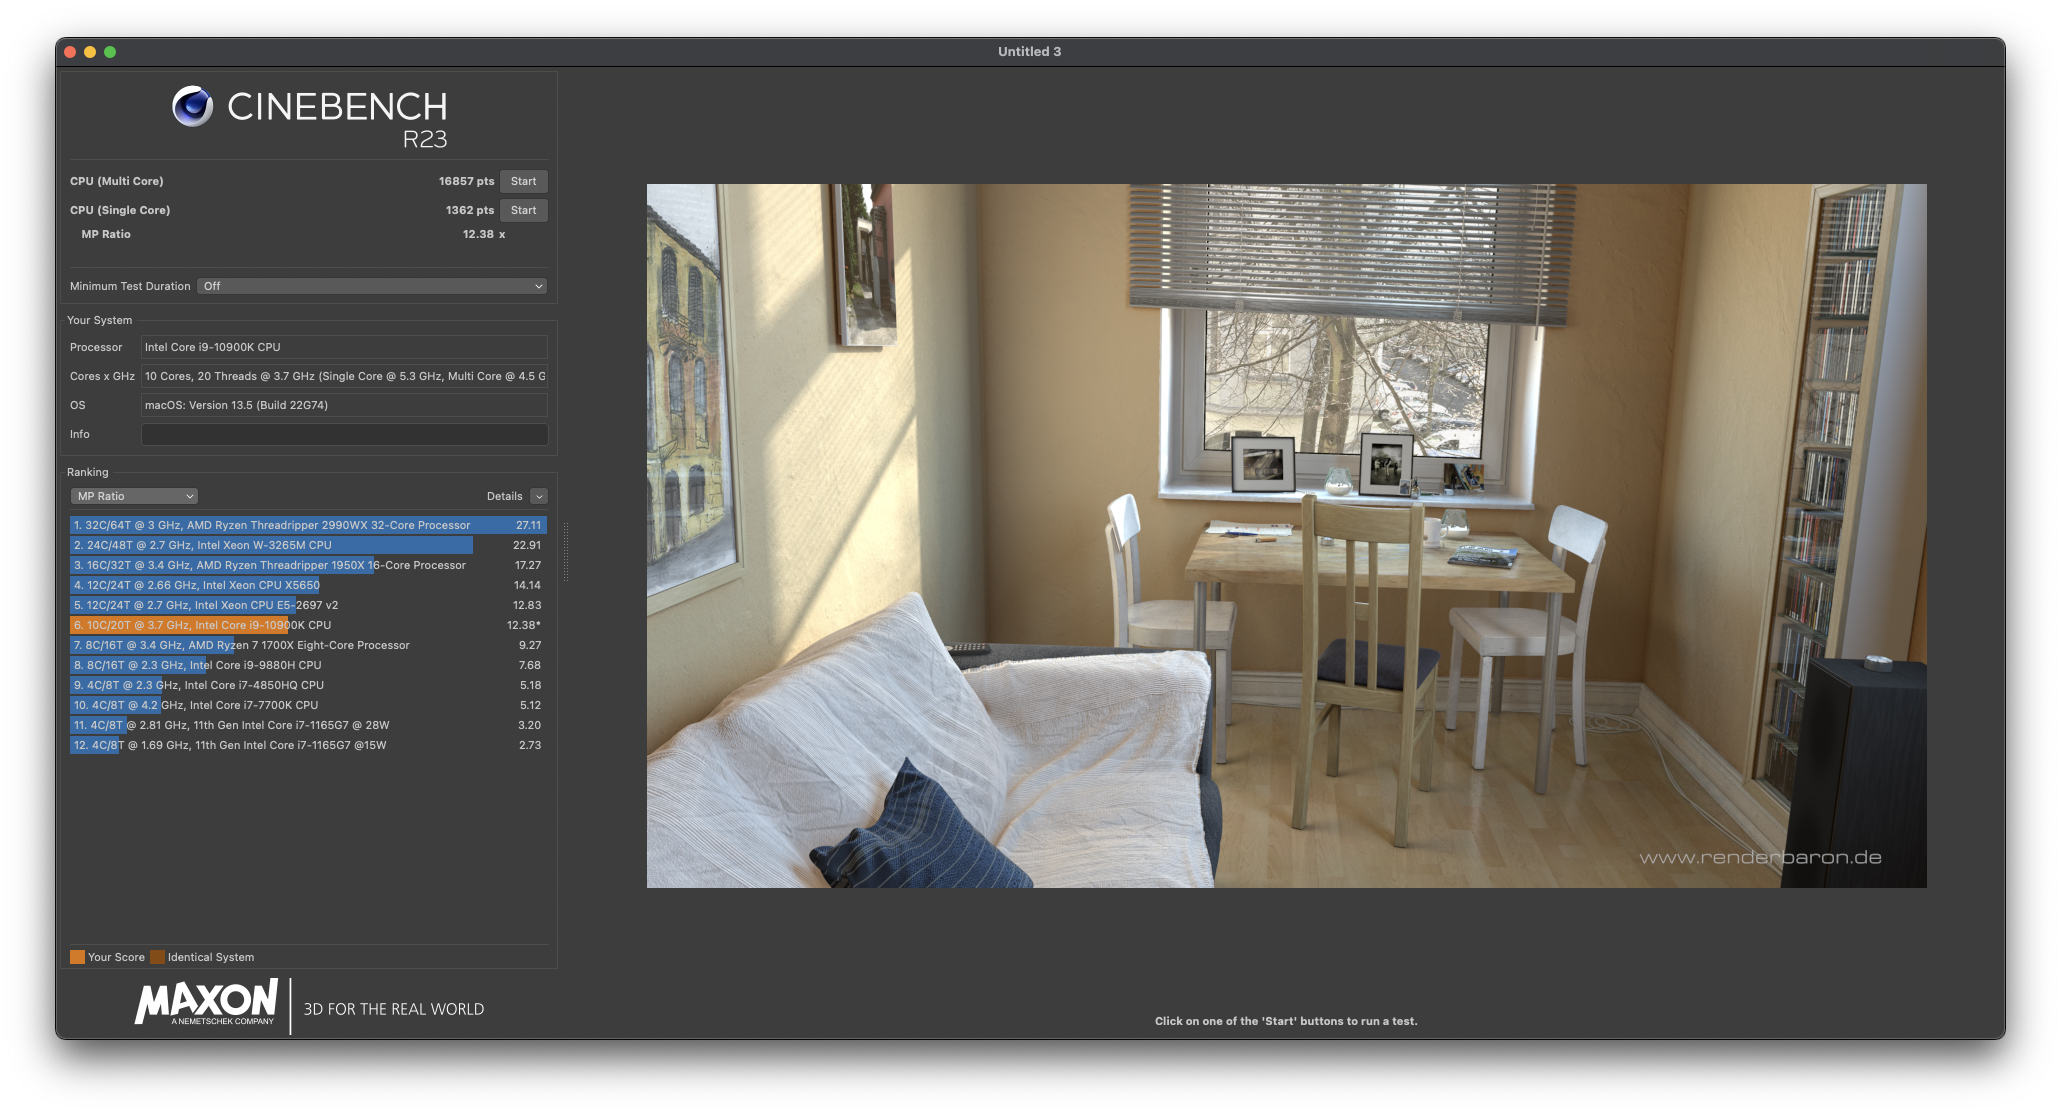 Untitled 3
CINEBENCH
R23
CPU (Multi Core) 16857 pts Start
CPU (Single Core) 1362 pts Start
MP Ratio 12.38 x
Minimum Test Duration Off
Your System
Processor Intel Core i9-10900K CPU
Cores x GHz 10 Cores, 20 Threads @ 3.7 GHz (Single Core @ 5.3 GHz, Multi Core @ 4.5 G
OS macOS: Version 13.5 (Build 22G74)
Info
Ranking
MP Ratio Details
1. 32C/64T @ 3 GHz, AMD Ryzen Threadripper 2990WX 32-Core Processor 27.11
2. 24C/48T @ 2.7 GHz, Intel Xeon W-3265M CPU 22.91
3. 16C/32T @ 3.4 GHz, AMD Ryzen Threadripper 1950X 16-Core Processor 17.27
4. 12C/24T @ 2.66 GHz, Intel Xeon CPU X5650 14.14
5. 12C/24T @ 2.7 GHz, Intel Xeon CPU E5-2697 v2 12.83
6. 10C/20T @ 3.7 GHz, Intel Core i9-10900K CPU 12.38*
7. 8C/16T @ 3.4 GHz, AMD Ryzen 7 1700X Eight-Core Processor 9.27
8. 8C/16T @ 2.3 GHz, Intel Core i9-9880H CPU 7.68
9. 4C/8T @ 2.3 GHz, Intel Core i7-4850HQ CPU 5.18
10. 4C/8T @ 4.2 GHz, Intel Core i7-7700K CPU 5.12
11. 4C/8T @ 2.81 GHz, 11th Gen Intel Core i7-1165G7 @ 28W 3.20
12. 4C/8T @ 1.69 GHz, 11th Gen Intel Core i7-1165G7 @15W 2.73
Your Score Identical System
MAXON
A NEMETSCHEK COMPANY
3D FOR THE REAL WORLD
www.renderbaron.de
Click on one of the 'Start' buttons to run a test.